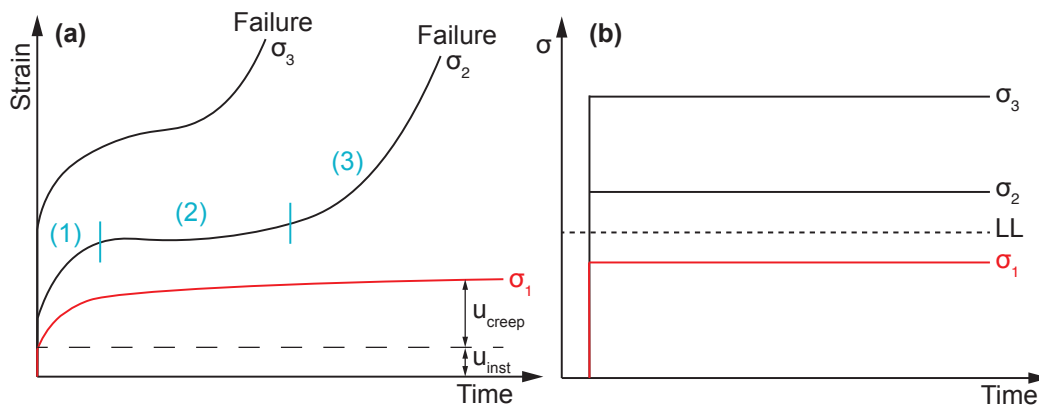 (a)
Strain
Failure
σ3
Failure
σ2
(3)
(1)
(2)
σ1
ucreep
uinst
Time
(b)
σ
σ3
σ2
LL
σ1
Time